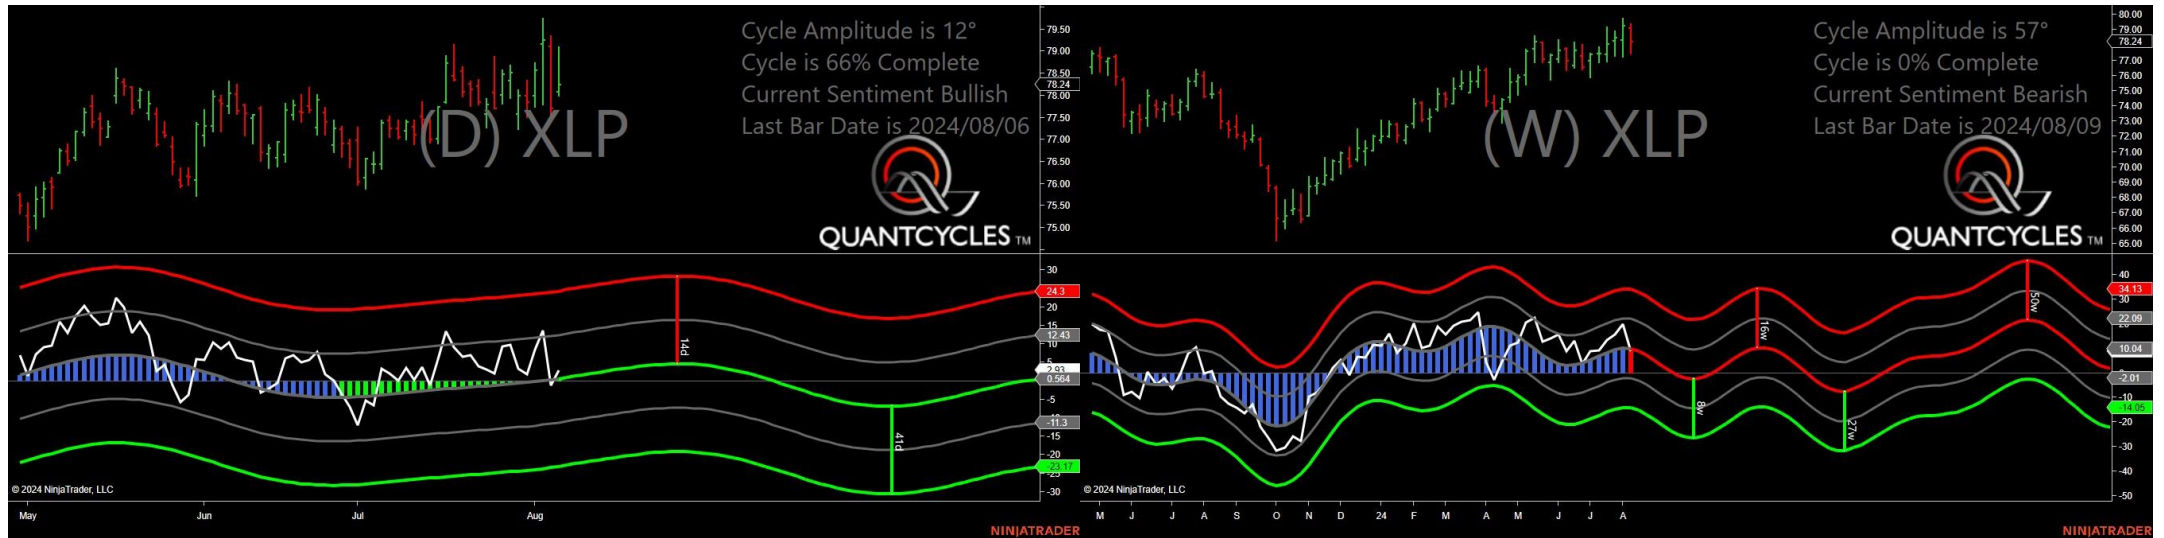 Cycle Amplitude is 12°
Cycle is 66% Complete
Current Sentiment Bullish
Last Bar Date is 2024/08/06
(D) XLP
QUANTCYCLES TM
79.50
79.00
78.50
78.24
78.00
77.50
77.00
76.50
76.00
75.50
75.00
30
24.3
20
15
12.43
10
5
2.93
0.564
-5
-11.3
-15
-20
-23.17
-30
14d
41d
© 2024 NinjaTrader, LLC
May Jun Jul Aug
NINJATRADER
Cycle Amplitude is 57°
Cycle is 0% Complete
Current Sentiment Bearish
Last Bar Date is 2024/08/09
(W) XLP
QUANTCYCLES TM
80.00
79.00
78.24
77.00
76.00
75.00
74.00
73.00
72.00
71.00
70.00
69.00
68.00
67.00
66.00
65.00
40
34.13
30
22.09
10.04
-2.01
-10
-14.05
-20
-30
-40
-50
8w
16w
27w
50w
© 2024 NinjaTrader, LLC
M J J A S O N D 24 F M A M J J A
NINJATRADER